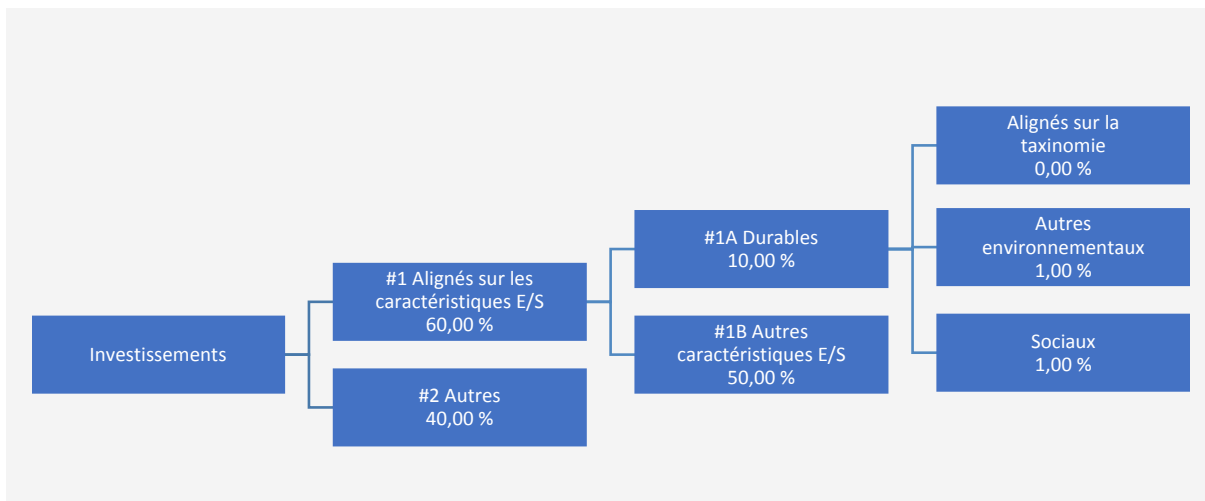 Investissements
#1 Alignés sur les
caractéristiques E/S
60,00 %
#2 Autres
40,00 %
#1A Durables
10,00 %
#1B Autres
caractéristiques E/S
50,00 %
Alignés sur la
taxinomie
0,00 %
Autres
environnementaux
1,00 %
Sociaux
1,00 %